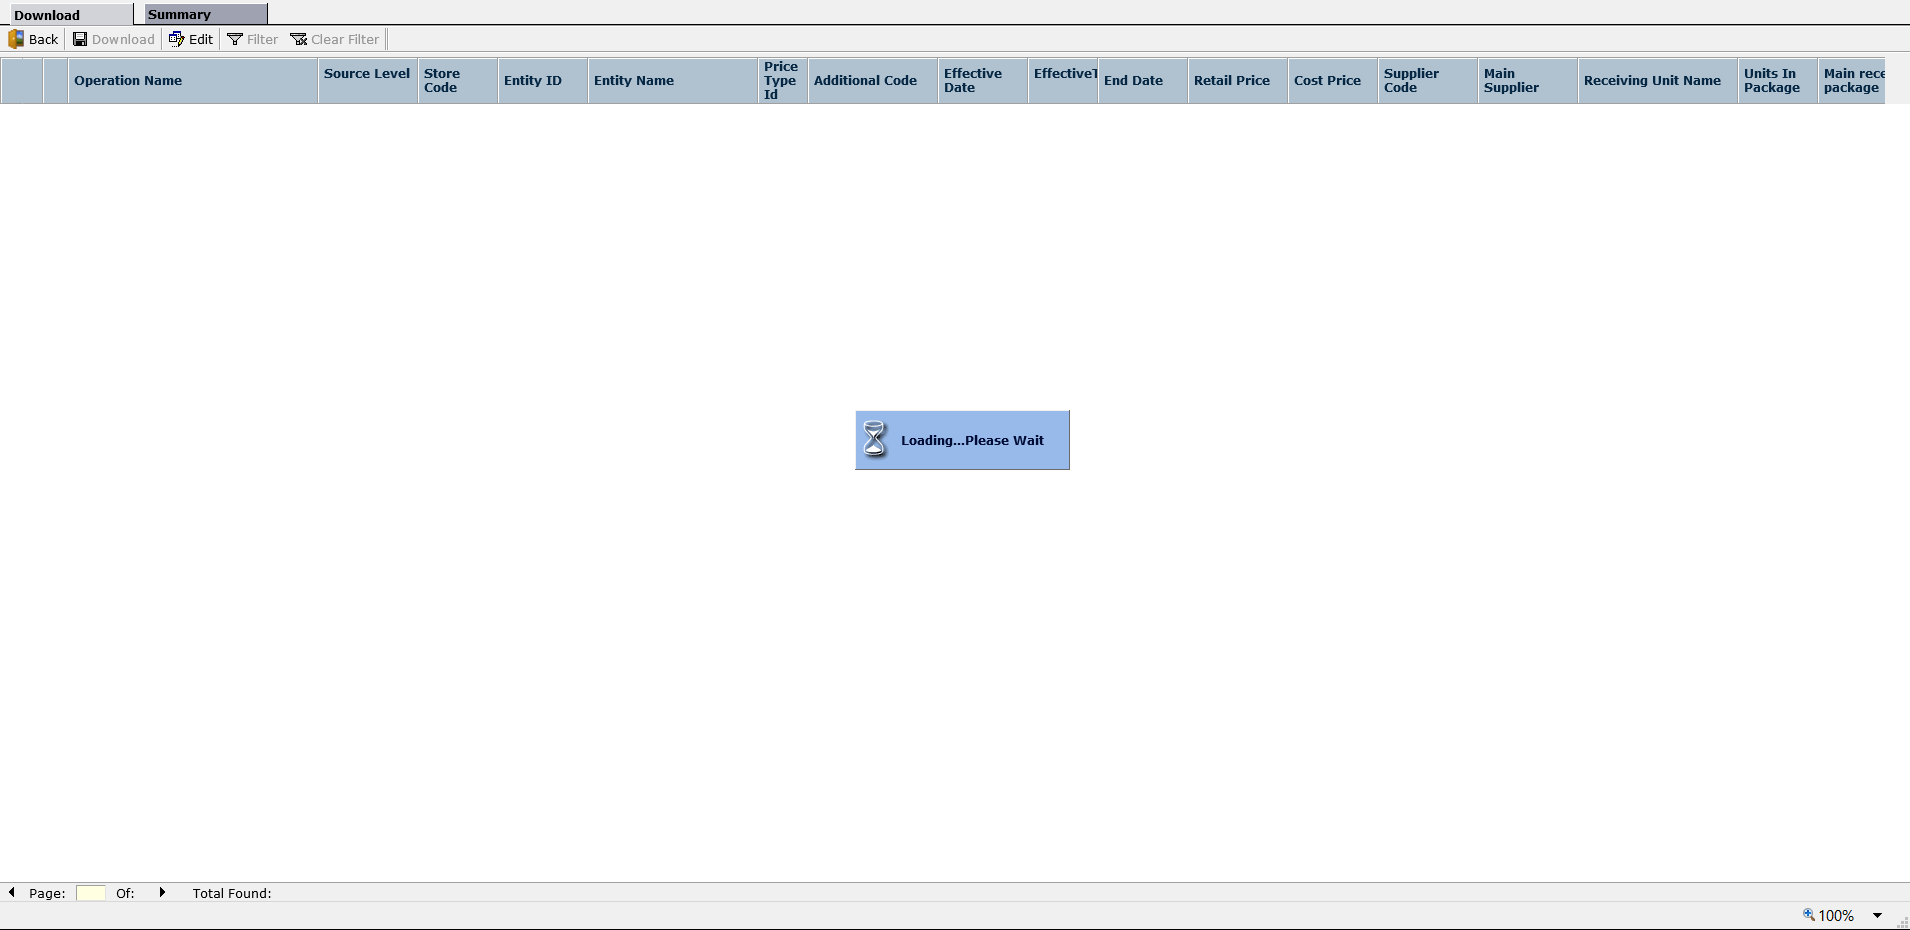 Download
Summary
Back
Download
Edit
Filter
Clear Filter
Operation Name
Source Level
Store
Code
Entity ID
Entity Name
Price
Type
Id
Additional Code
Effective
Date
EffectiveT
End Date
Retail Price
Cost Price
Supplier
Code
Main
Supplier
Receiving Unit Name
Units In
Package
Main rece
package
Loading...Please Wait
Page:
Of:
Total Found:
100%